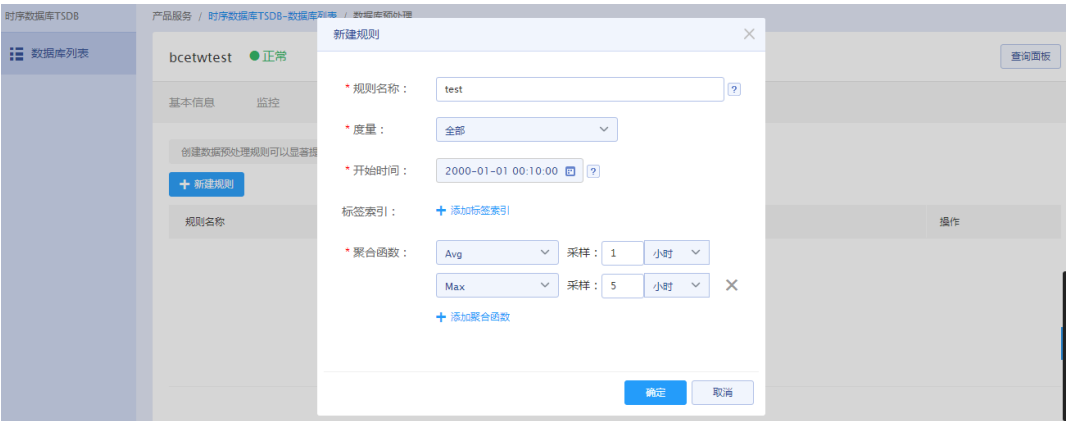 时序数据库TSDB
产品服务 / 时序数据库TSDB-数据库列表 / 数据库预处理
数据库列表
bcetwtest 正常
查询面板
基本信息 监控
创建数据预处理规则可以显著提
+ 新建规则
规则名称 操作
新建规则
* 规则名称： test ?
* 度量： 全部
* 开始时间： 2000-01-01 00:10:00 ?
标签索引： + 添加标签索引
* 聚合函数： Avg 采样： 1 小时
Max 采样： 5 小时
+ 添加聚合函数
确定 取消